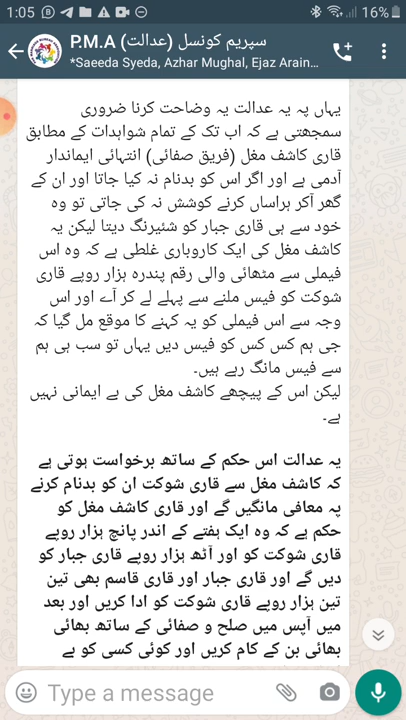 1:05
16%
سپریم کونسل (عدالت) P.M.A
*Saeeda Syeda, Azhar Mughal, Ejaz Arain…
یہاں پہ یہ عدالت یہ وضاحت کرنا ضروری
سمجھتی ہے کہ اب تک کے تمام شواہدات کے مطابق
قاری کاشف مغل (فریق صفائی) انتہائی ایماندار
آدمی ہے اور اگر اس کو بدنام نہ کیا جاتا اور ان کے
گھر آکر ہراساں کرنے کوشش نہ کی جاتی تو وہ
خود سے ہی قاری جبار کو شئیرنگ دیتا لیکن یہ
کاشف مغل کی ایک کاروباری غلطی ہے کہ وہ اس
فیملی سے مٹھائی والی رقم پندرہ ہزار روپے قاری
شوکت کو فیس ملنے سے پہلے لے کر آے اور اس
وجہ سے اس فیملی کو یہ کہنے کا موقع مل گیا کہ
جی ہم کس کس کو فیس دیں یہاں تو سب ہی ہم
سے فیس مانگ رہے ہیں۔
لیکن اس کے پیچھے کاشف مغل کی بے ایمانی نہیں
ہے۔
یہ عدالت اس حکم کے ساتھ برخواست ہوتی ہے
کہ کاشف مغل سے قاری شوکت ان کو بدنام کرنے
پہ معافی مانگیں گے اور قاری کاشف مغل کو
حکم ہے کہ وہ ایک ہفتے کے اندر پانچ ہزار روپے
قاری شوکت کو اور آٹھ ہزار روپے قاری جبار کو
دیں گے اور قاری جبار اور قاری قاسم بھی تین
تین ہزار روپے قاری شوکت کو ادا کریں اور بعد
میں آپس میں صلح و صفائی کے ساتھ بھائی
بھائی بن کے کام کریں اور کوئی کسی کو بے
Type a message